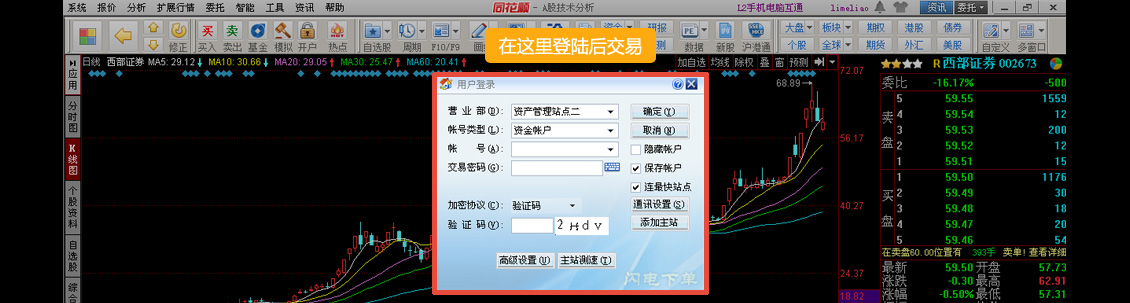 系统 报价 分析 扩展行情 委托 智能 工具 资讯 帮助
同花顺 - A股技术分析
L2手机电脑互通 limeliao 资讯 委托
买入 卖出 基金 模拟 开户 热点 自选股 周期 F10/F9
修正 数据 新股 沪港通 自定义 多窗口
大盘 板块 期权 港股 债券
个股 全球 期货 外汇 美股
在这里登陆后交易
日线 西部证券 MA5: 29.12 MA10: 30.66 MA20: 29.05 MA30: 25.47 MA60: 20.41
加自选 均线 除权 叠 窗 预测
72.07
68.89
56.17
40.27
24.37
18.82
应用
分时图
K线图
个股资料
自选股
综合
用户登录
营 业 部(D): 资产管理站点二 确定(Y)
帐号类型(L): 资金帐户 取消(N)
帐 号(A): 隐藏帐户
交易密码(G): 保存帐户
连最快站点
加密协议(C): 验证码 通讯设置(S)
验 证 码(V): 2Hdv 添加主站
高级设置(U) 主站测速(T)
闪电下单
R 西部证券 002673
委比 -16.17% -500
卖盘
5 59.55 1559
4 59.54 12
3 59.53 200
2 59.52 12
1 59.51 15
买盘
1 59.50 1176
2 59.49 30
3 59.48 18
4 59.47 20
5 59.46 54
在卖盘60.00位置有 393手 卖单! 查看详细
最新 59.50 开盘 57.73
涨跌 -0.30 最高 62.91
涨幅 -0.50% 最低 57.31